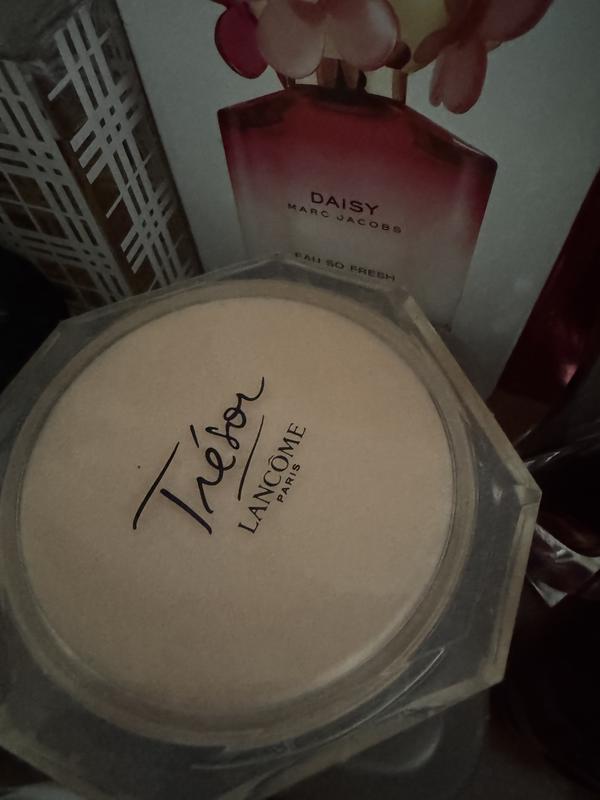 DAISY
MARC JACOBS
EAU SO FRESH
Trésor
LANCÔME
PARIS